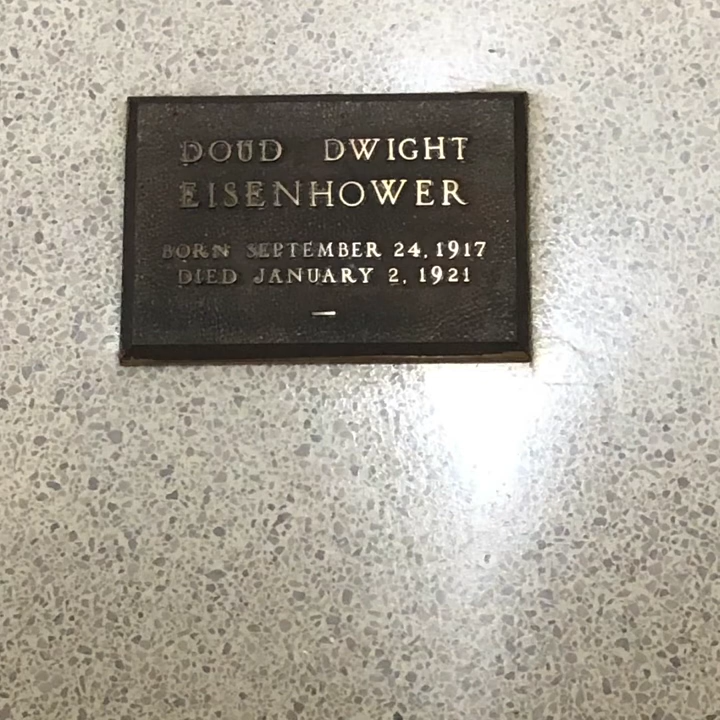 DOUD DWIGHT
EISENHOWER
BORN SEPTEMBER 24, 1917
DIED JANUARY 2, 1921